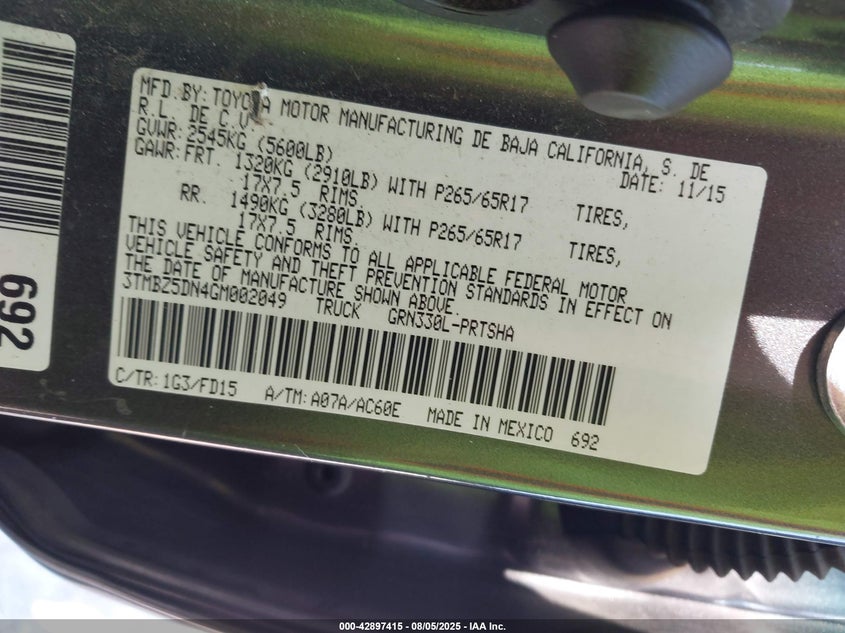 MFD.BY:TOYOTA MOTOR MANUFACTURING DE BAJA CALIFORNIA, S. DE
R.L. DE C.V. DATE: 11/15
GVWR: 2545KG (5600LB)
GAWR:FRT. 1320KG (2910LB) WITH P265/65R17 TIRES,
17X7.5 RIMS
RR. 1490KG (3280LB) WITH P265/65R17 TIRES,
17X7.5 RIMS.
THIS VEHICLE CONFORMS TO ALL APPLICABLE FEDERAL MOTOR
VEHICLE SAFETY AND THEFT PREVENTION STANDARDS IN EFFECT ON
THE DATE OF MANUFACTURE SHOWN ABOVE.
3TMBZ5DN4GM002049 TRUCK GRN330L-PRTSHA
C/TR:1G3/FD15 A/TM:A07A/AC60E MADE IN MEXICO 692
692
000-42897415 - 08/05/2025 - IAA Inc.